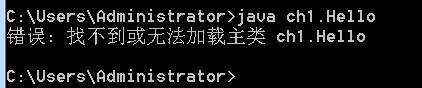 C:\Users\Administrator>java ch1.Hello
错误: 找不到或无法加载主类 ch1.Hello
C:\Users\Administrator>